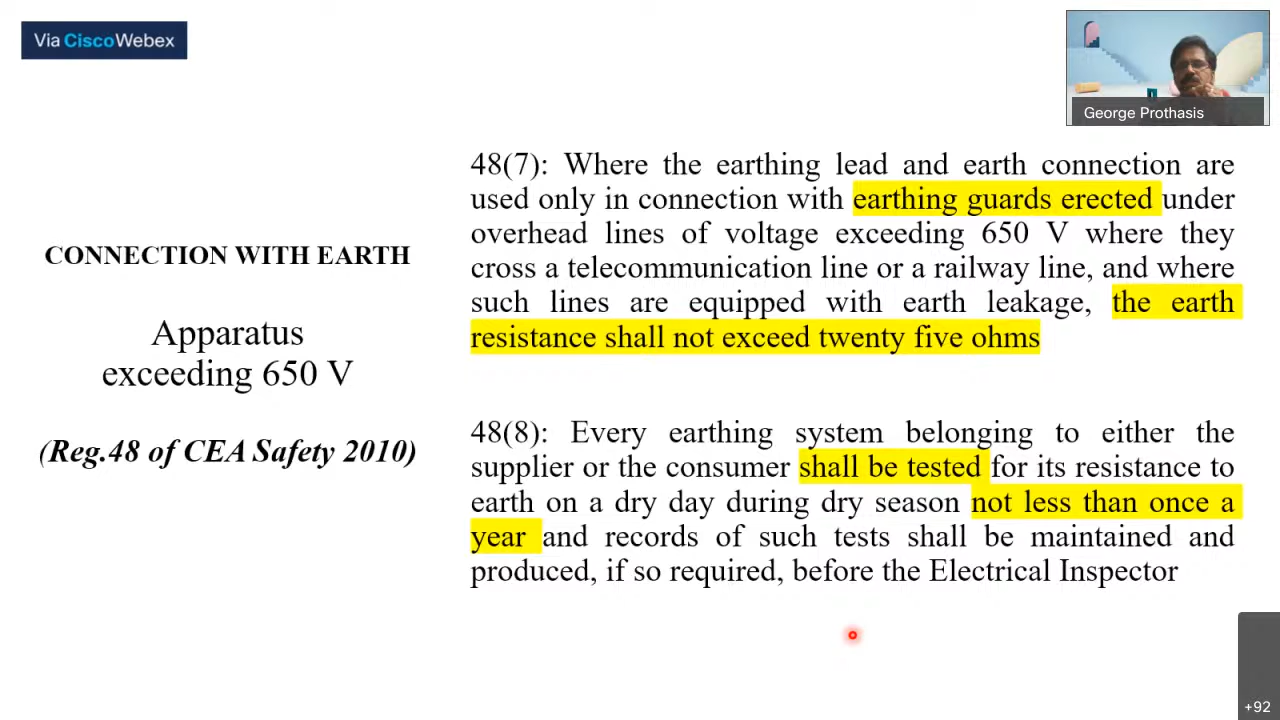 Via Cisco Webex
George Prothasis
CONNECTION WITH EARTH
Apparatus
exceeding 650 V
(Reg.48 of CEA Safety 2010)
48(7): Where the earthing lead and earth connection are
used only in connection with earthing guards erected under
overhead lines of voltage exceeding 650 V where they
cross a telecommunication line or a railway line, and where
such lines are equipped with earth leakage, the earth
resistance shall not exceed twenty five ohms
48(8): Every earthing system belonging to either the
supplier or the consumer shall be tested for its resistance to
earth on a dry day during dry season not less than once a
year and records of such tests shall be maintained and
produced, if so required, before the Electrical Inspector
+92